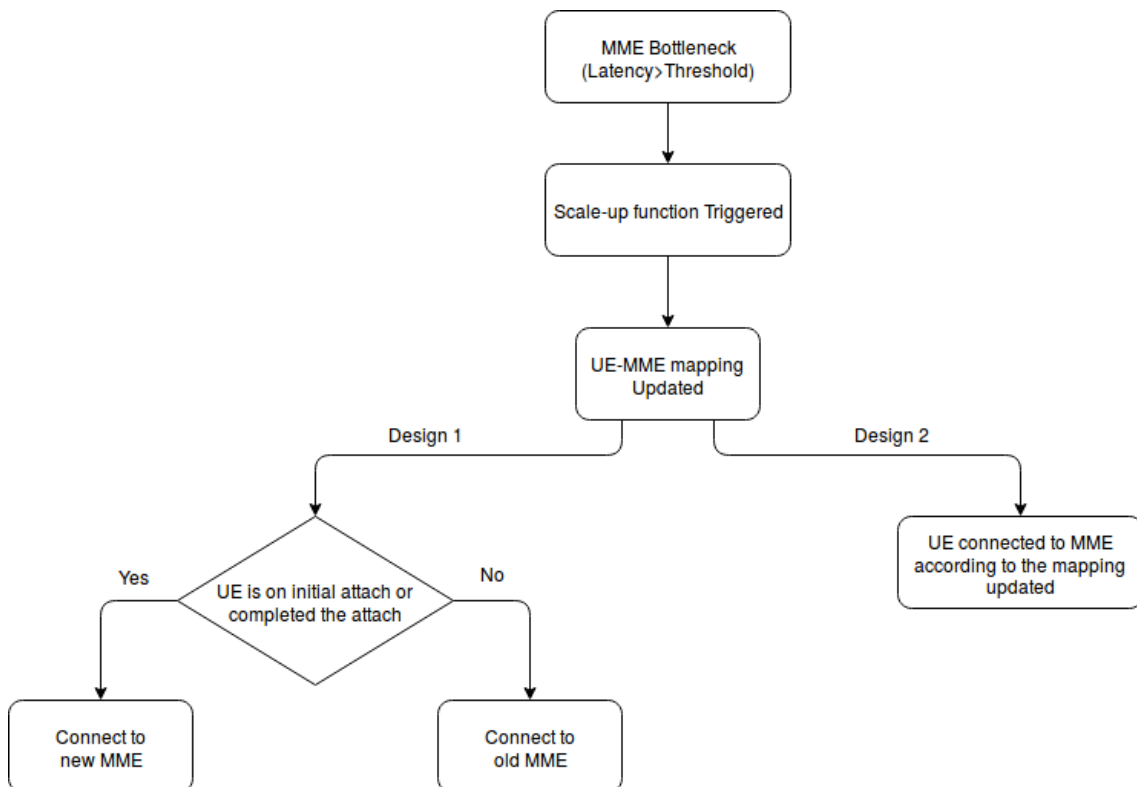 MME Bottleneck
(Latency>Threshold)
Scale-up function Triggered
UE-MME mapping
Updated
Design 1
Design 2
UE is on initial attach or
completed the attach
Yes
No
UE connected to MME
according to the mapping
updated
Connect to
new MME
Connect to
old MME